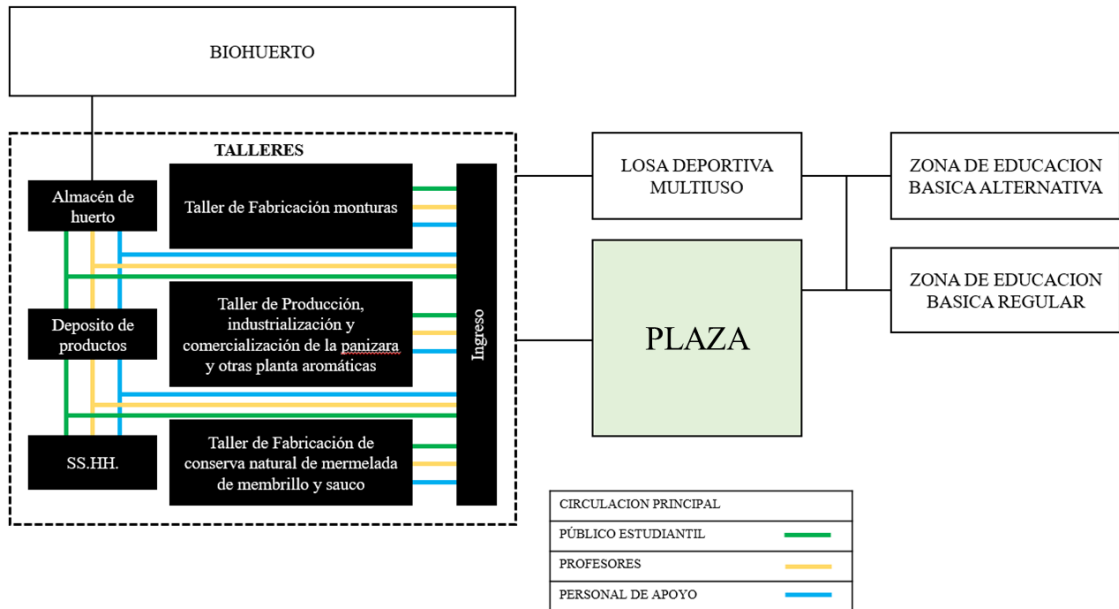 BIOHUERTO
TALLERES
Almacén de
huerto
Taller de Fabricación monturas
Deposito de
productos
Taller de Producción,
industrialización y
comercialización de la panizara
y otras planta aromáticas
SS.HH.
Taller de Fabricación de
conserva natural de mermelada
de membrillo y sauco
Ingreso
LOSA DEPORTIVA
MULTIUSO
PLAZA
ZONA DE EDUCACION
BASICA ALTERNATIVA
ZONA DE EDUCACION
BASICA REGULAR
CIRCULACION PRINCIPAL
PÚBLICO ESTUDIANTIL
PROFESORES
PERSONAL DE APOYO